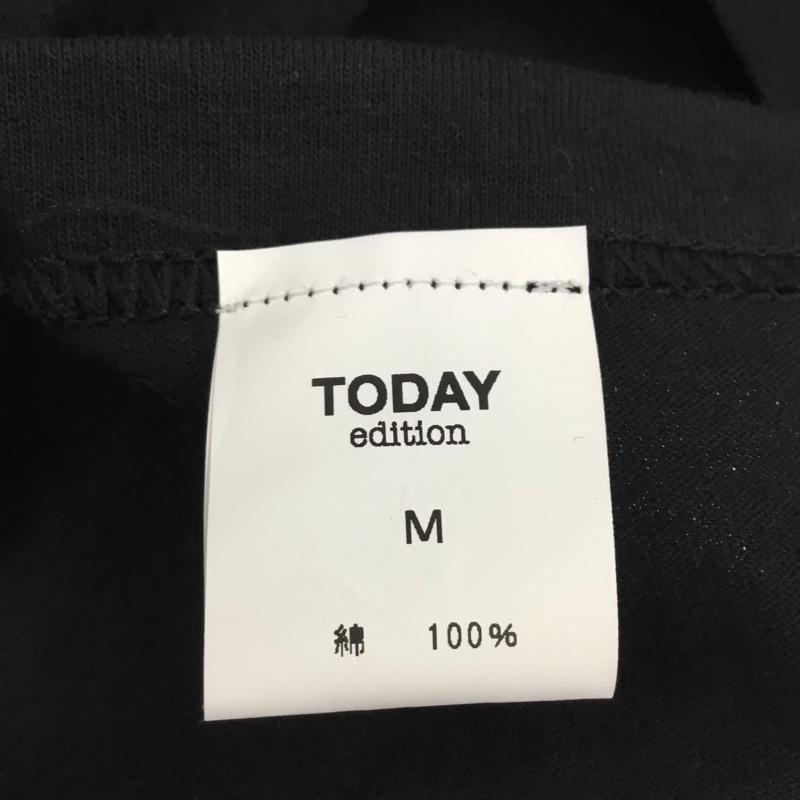 TODAY
edition
M
綿 100%